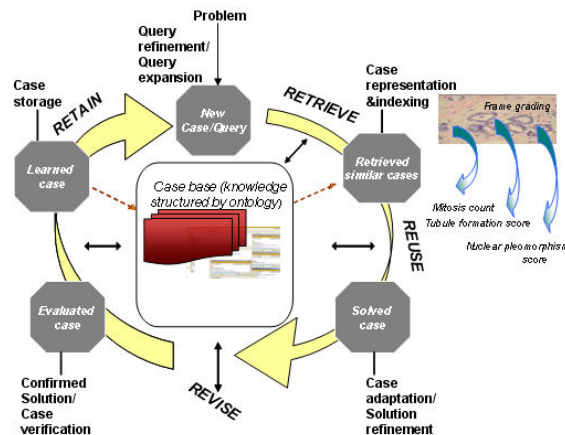 Problem
Query
refinement/
Query
expansion
Case
storage
RETAIN
New
Case/Query
RETRIEVE
Case
representation
&indexing
Frame grading
Learned
case
Retrieved
similar cases
Case base (knowledge
structured by ontology)
Mitosis count
Tubule formation score
Nuclear pleomorphism
score
REUSE
Evaluated
case
Solved
case
REVISE
Confirmed
Solution/
Case
verification
Case
adaptation/
Solution
refinement